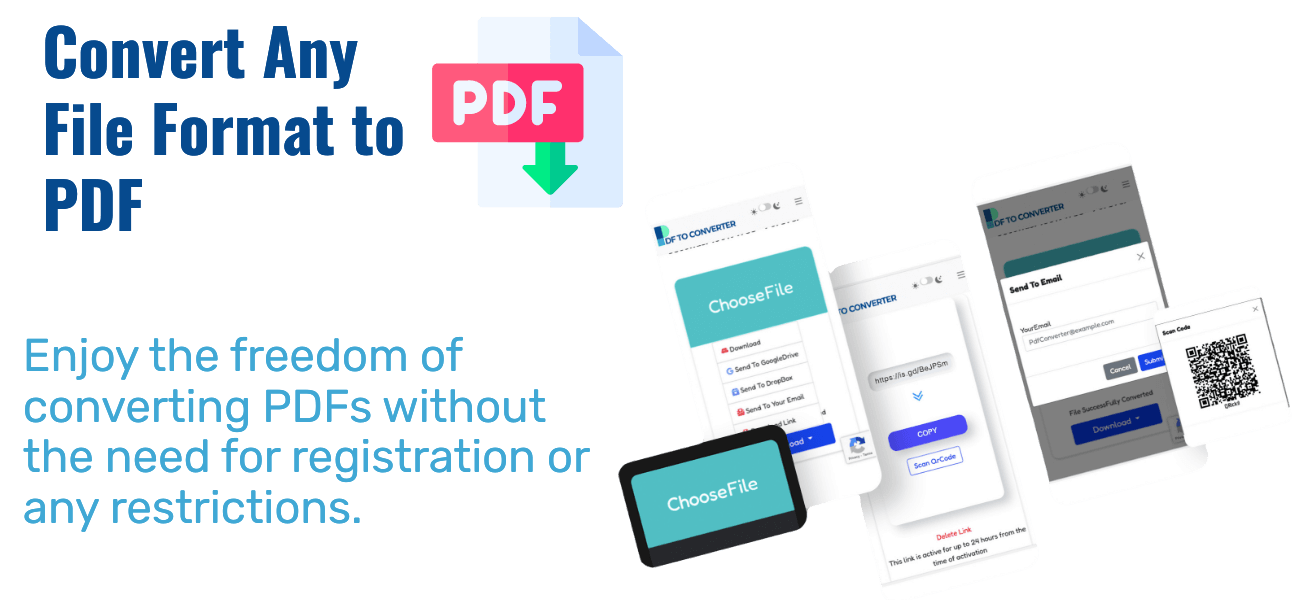 Convert Any
File Format to
PDF
PDF
Enjoy the freedom of
converting PDFs without
the need for registration or
any restrictions.
DF TO CONVERTER
ChooseFile
Download
Send To GoogleDrive
Send To DropBox
Send To Your Email
Link
ChooseFile
Privacy - Terms
TO CONVERTER
https://is.gd/BeJPSm
COPY
Scan QrCode
Delete Link
This link is active for up to 24 hours from the
time of activation
DF TO CONVERTER
Send To Email
YourEmail
PdfConverter@example.com
Cancel
File SuccessFully Converted
Download
Scan Code